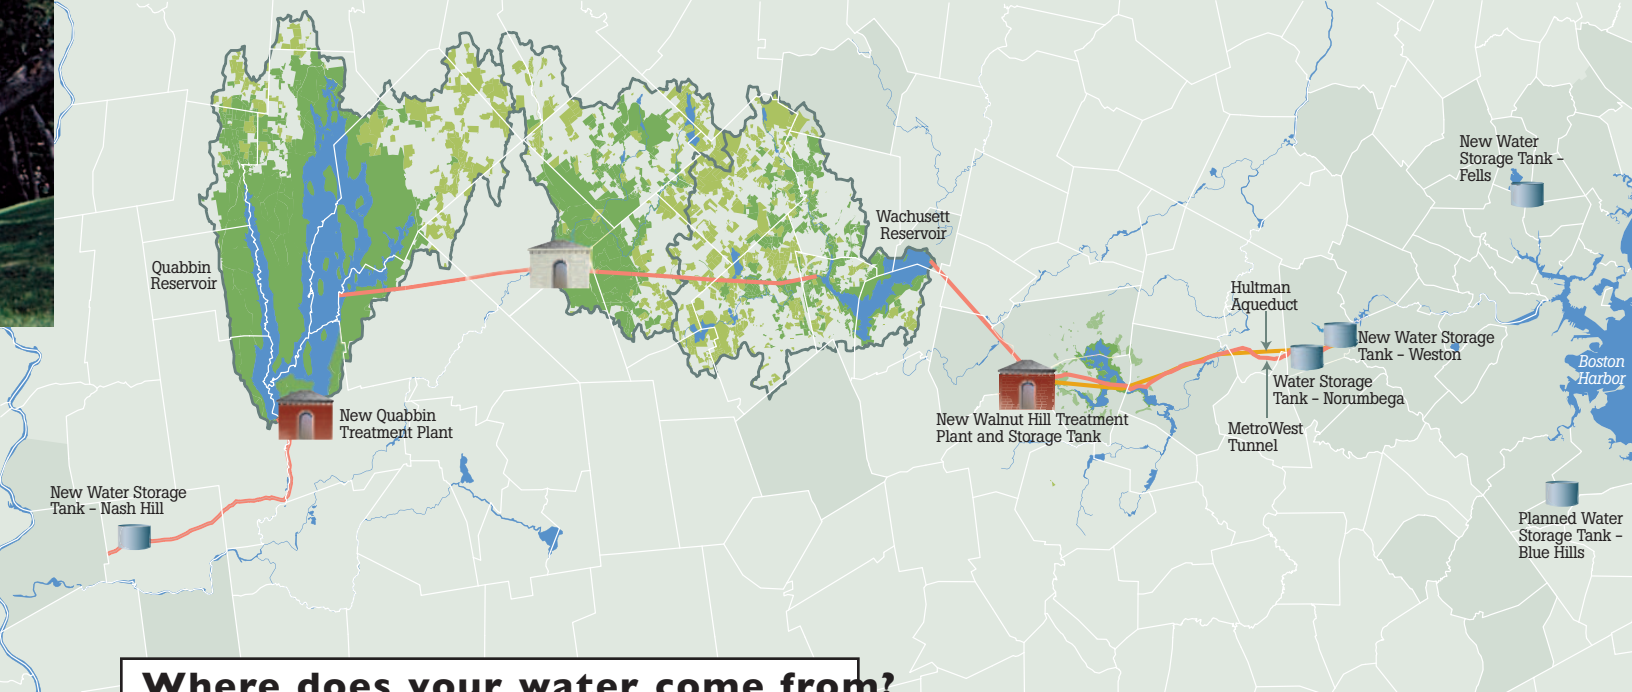 New Water
Storage Tank –
Fells
Wachusett
Reservoir
Quabbin
Reservoir
Hultman
Aqueduct
New Water Storage
Tank – Weston
Boston
Harbor
Water Storage
Tank – Norumbega
New Quabbin
Treatment Plant
New Walnut Hill Treatment
Plant and Storage Tank
MetroWest
Tunnel
New Water Storage
Tank – Nash Hill
Planned Water
Storage Tank –
Blue Hills
Where does your water come from?